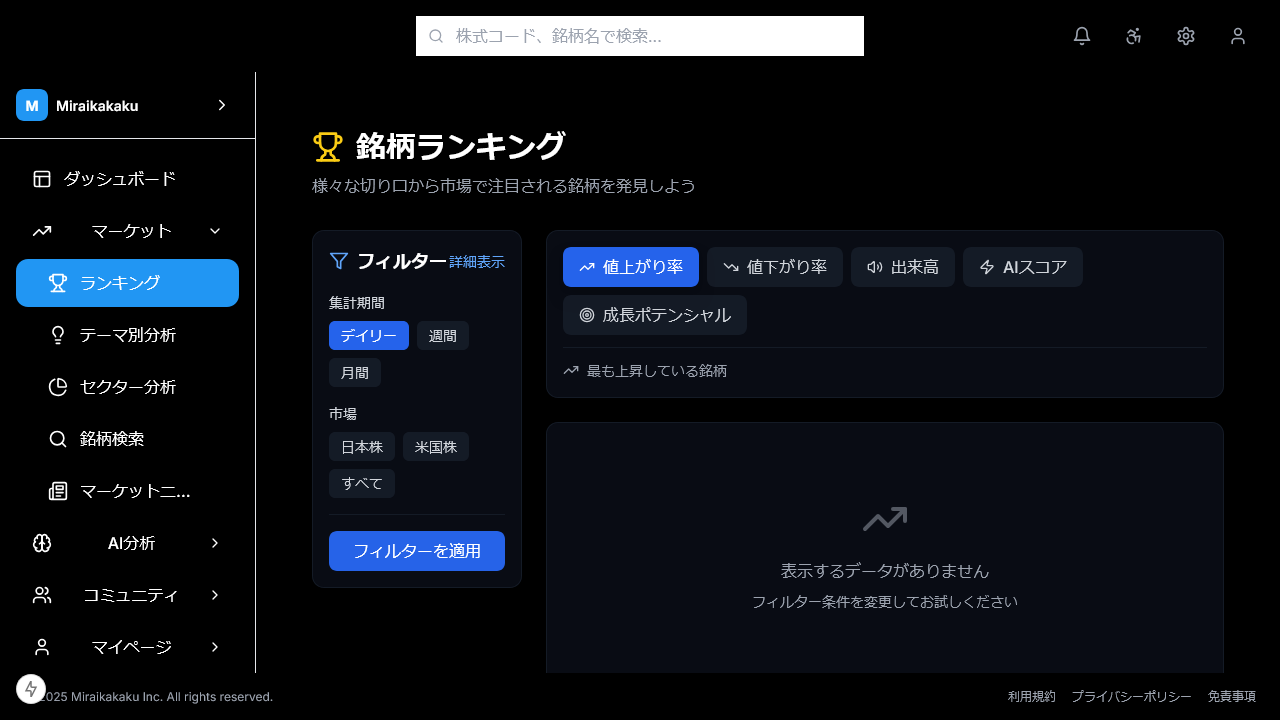 株式コード、銘柄名で検索...
M Miraikakaku
ダッシュボード
マーケット
ランキング
テーマ別分析
セクター分析
銘柄検索
マーケットニ...
AI分析
コミュニティ
マイページ
銘柄ランキング
様々な切り口から市場で注目される銘柄を発見しよう
フィルター 詳細表示
集計期間
デイリー 週間
月間
市場
日本株 米国株
すべて
フィルターを適用
値上がり率 値下がり率 出来高 AIスコア
成長ポテンシャル
最も上昇している銘柄
表示するデータがありません
フィルター条件を変更してお試しください
2025 Miraikakaku Inc. All rights reserved.
利用規約 プライバシーポリシー 免責事項